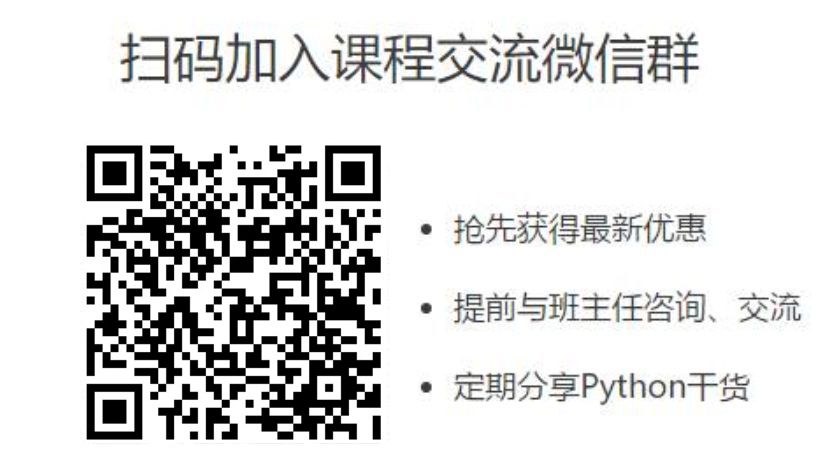 扫码加入课程交流微信群
抢先获得最新优惠
提前与班主任咨询、交流
定期分享Python干货